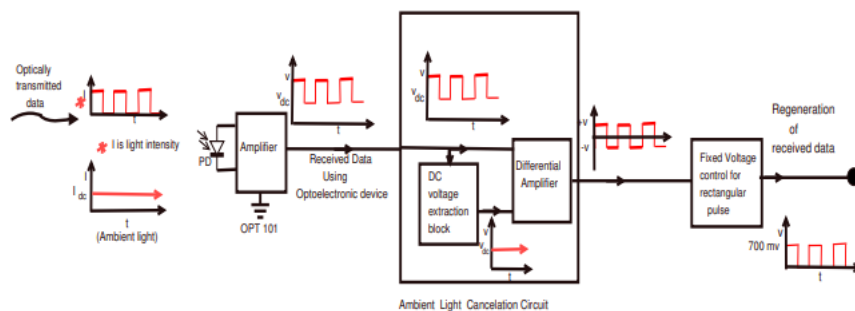 Optically
transmitted
data
I
t
I is light intensity
I
I dc
t
(Ambient light)
PD
Amplifier
OPT 101
v
v dc
t
Received Data
Using
Optoelectronic device
v
v dc
t
DC
voltage
extraction
block
Differential
Amplifier
v
v dc
t
Ambient Light Cancelation Circuit
+v
-v
t
Fixed Voltage
control for
rectangular
pulse
Regeneration
of
received data
v
700 mv
t